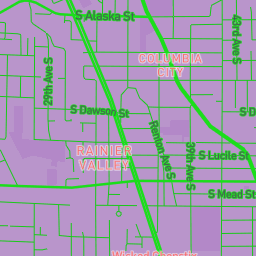 S Alaska St
43rd Ave S
COLUMBIA
CITY
29th Ave S
S Dawson St
S D
Renton Ave S
39th Ave S
RAINIER
VALLEY
S Lucile St
S Mead St